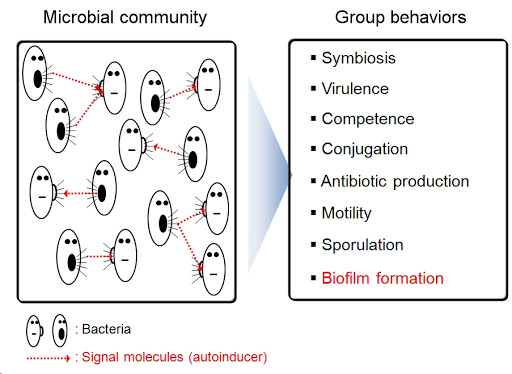 Microbial community
Group behaviors
▪ Symbiosis
▪ Virulence
▪ Competence
▪ Conjugation
▪ Antibiotic production
▪ Motility
▪ Sporulation
▪ Biofilm formation
: Bacteria
: Signal molecules (autoinducer)